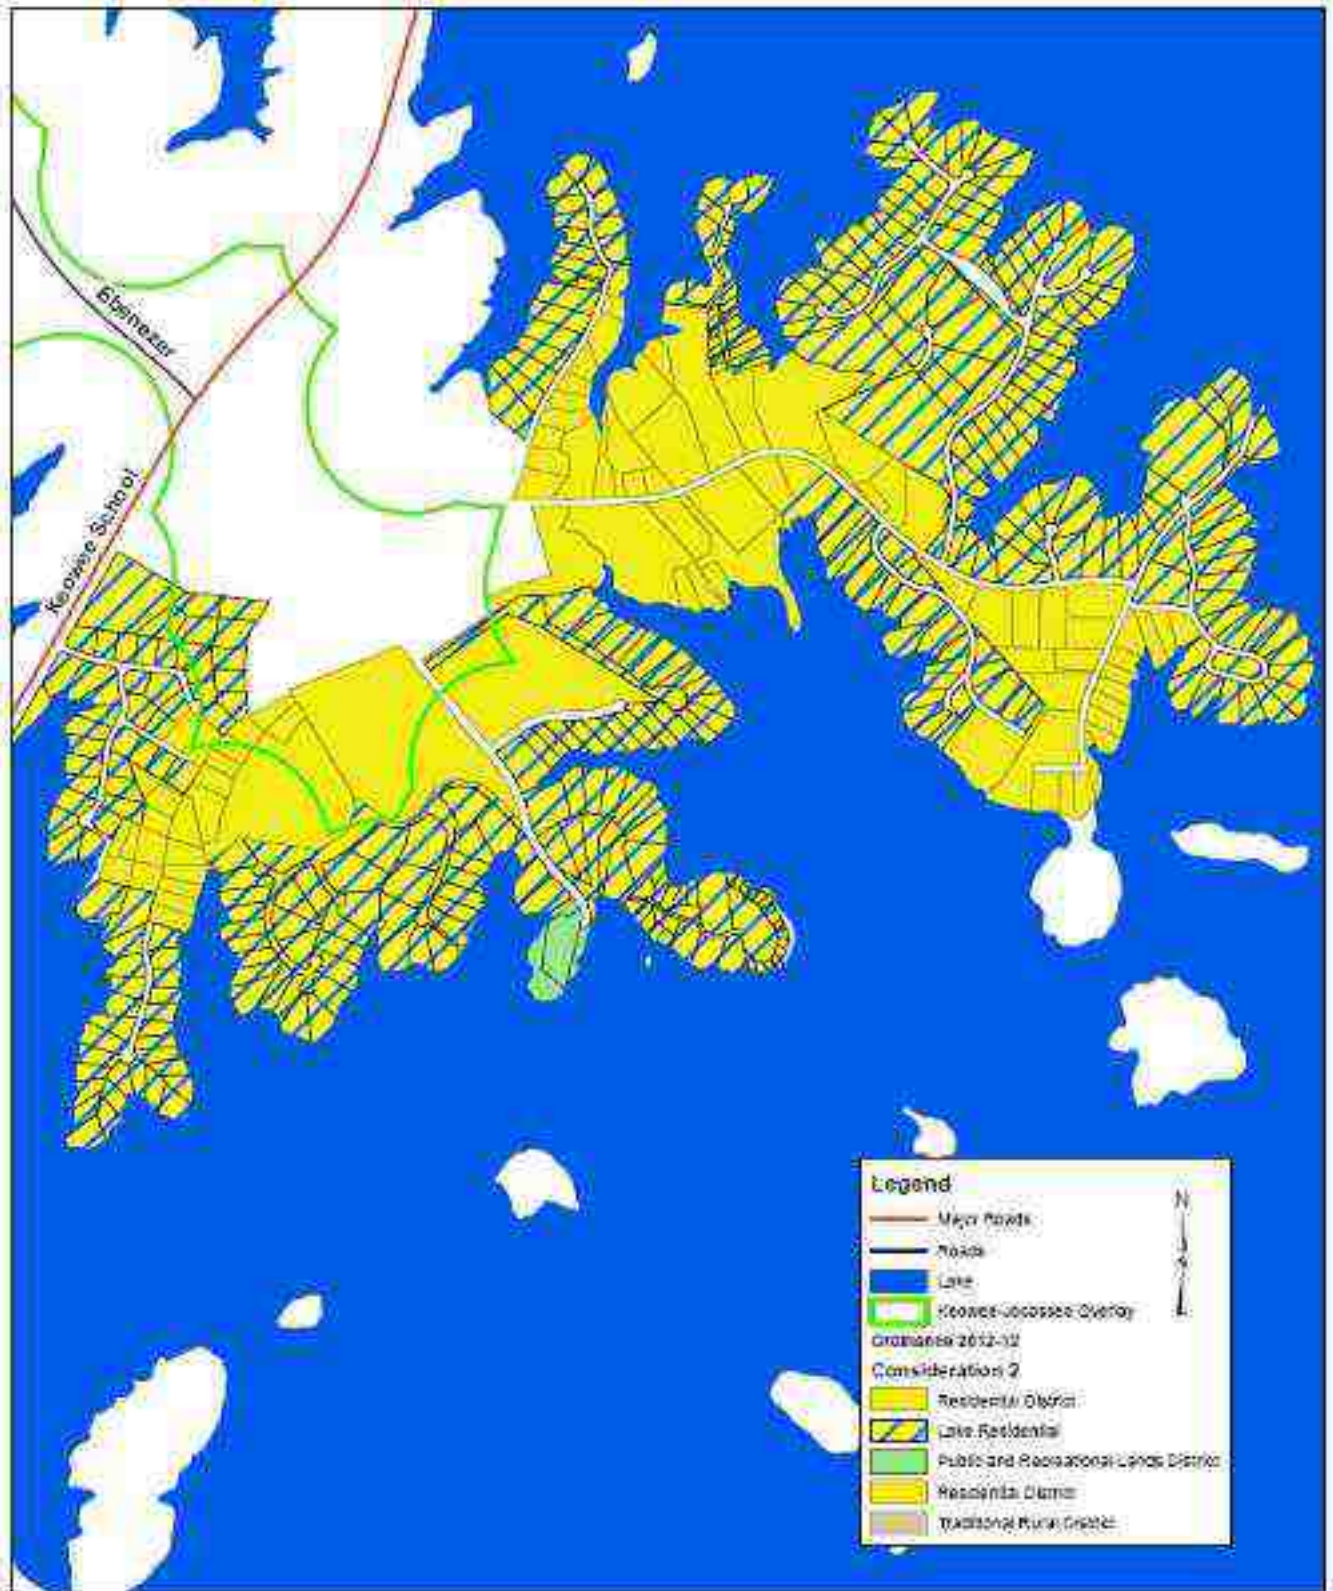 Ebenezer
Keowee School
Legend
N
Major Roads
Roads
Lake
Keowee-Jocassee Overlay
Ordinance 2012-12
Consideration 2
Residential District
Lake Residential
Public and Recreational Lands District
Residential District
Traditional Rural District